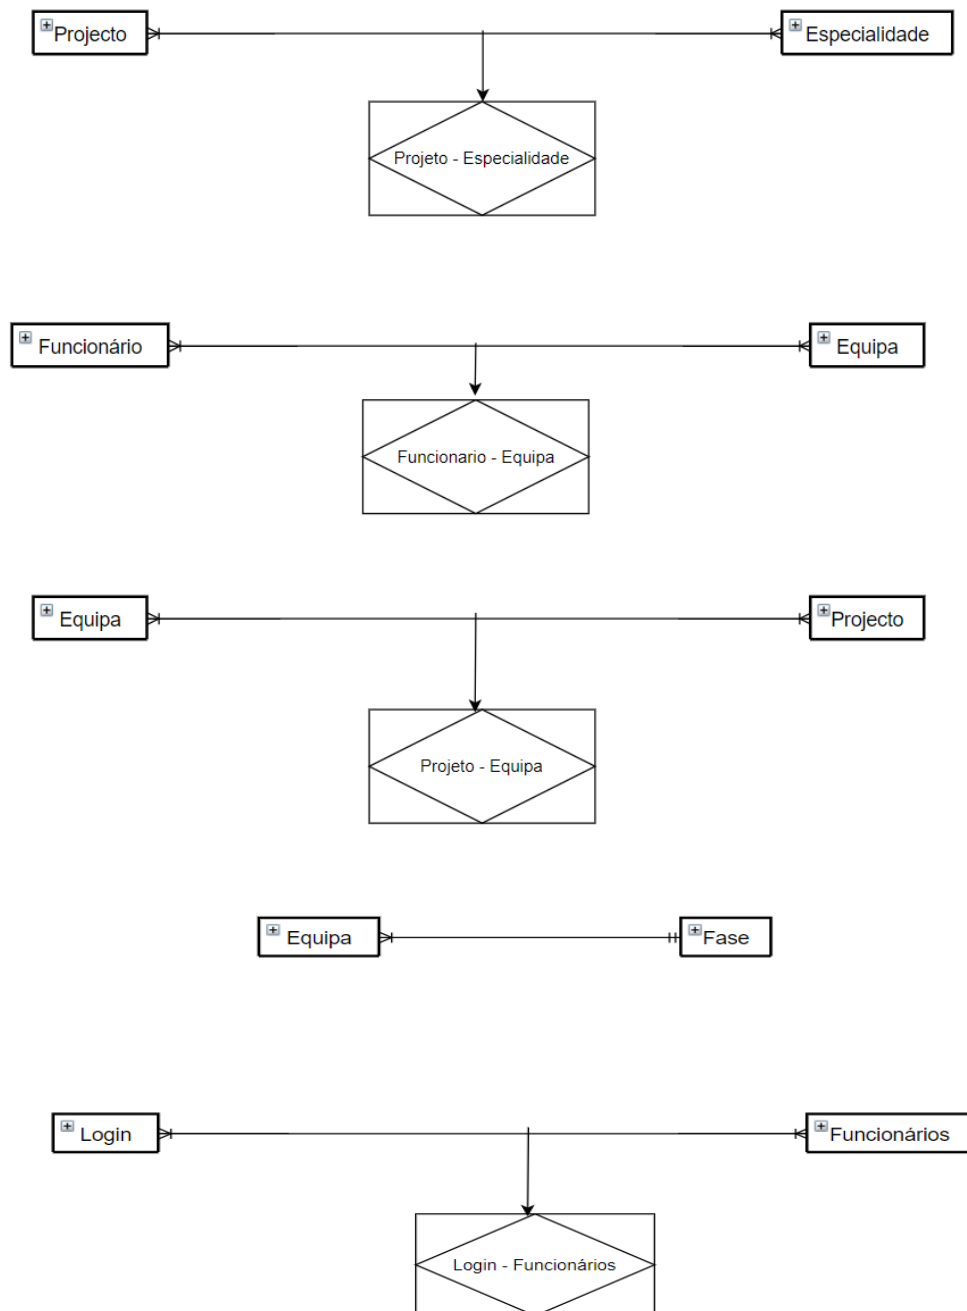 Projecto
Especialidade
Projeto - Especialidade
Funcionário
Equipa
Funcionario - Equipa
Equipa
Projecto
Projeto - Equipa
Equipa
Fase
Login
Funcionários
Login - Funcionários